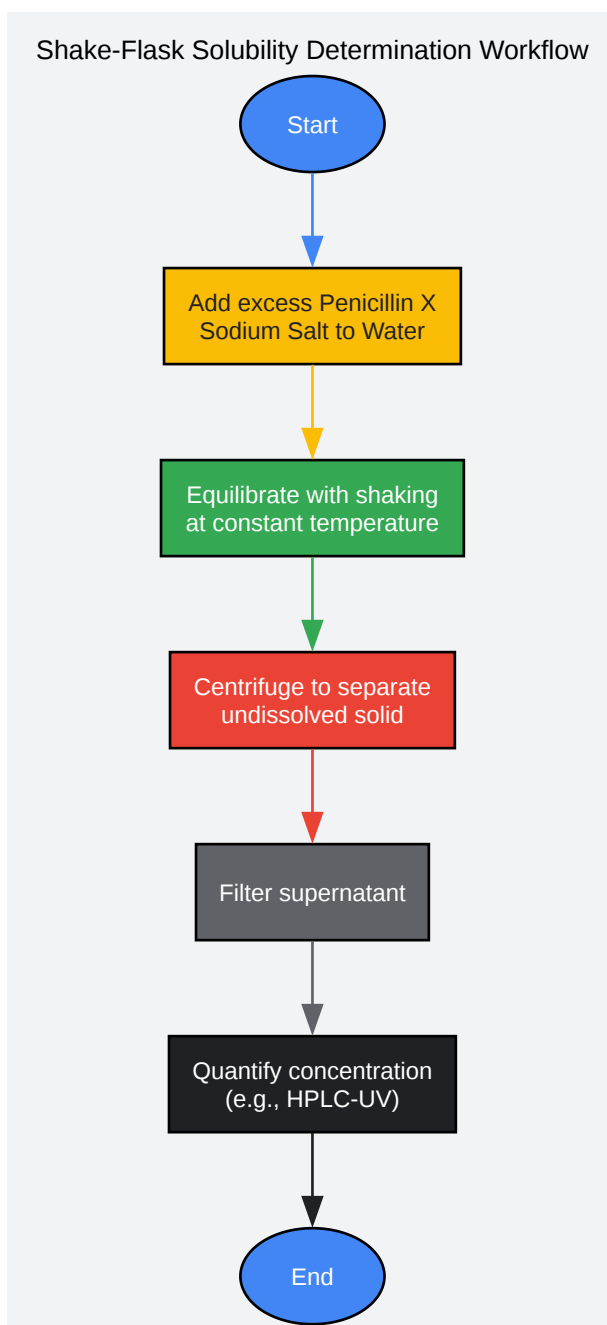 Shake-Flask Solubility Determination Workflow
Start
Add excess Penicillin X
Sodium Salt to Water
Equilibrate with shaking
at constant temperature
Centrifuge to separate
undissolved solid
Filter supernatant
Quantify concentration
(e.g., HPLC-UV)
End